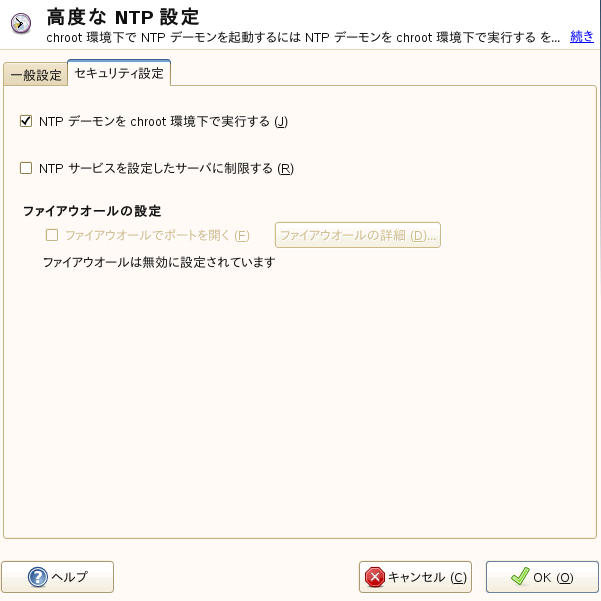 高度な NTP 設定
chroot 環境下で NTP デーモンを起動するには NTP デーモンを chroot 環境下で実行する を... 続き
一般設定 セキュリティ設定
NTP デーモンを chroot 環境下で実行する (J)
NTP サービスを設定したサーバに制限する (R)
ファイアウオールの設定
ファイアウオールでポートを開く (F) ファイアウオールの詳細 (D)...
ファイアウオールは無効に設定されています
ヘルプ キャンセル (C) OK (O)